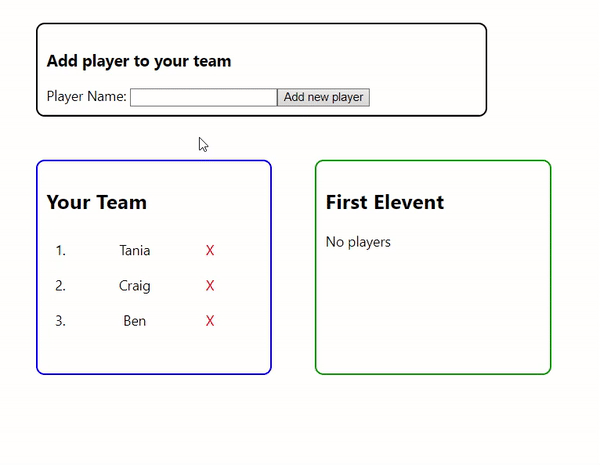 Add player to your team
Player Name: Add new player
Your Team
1. Tania X
2. Craig X
3. Ben X
First Elevent
No players